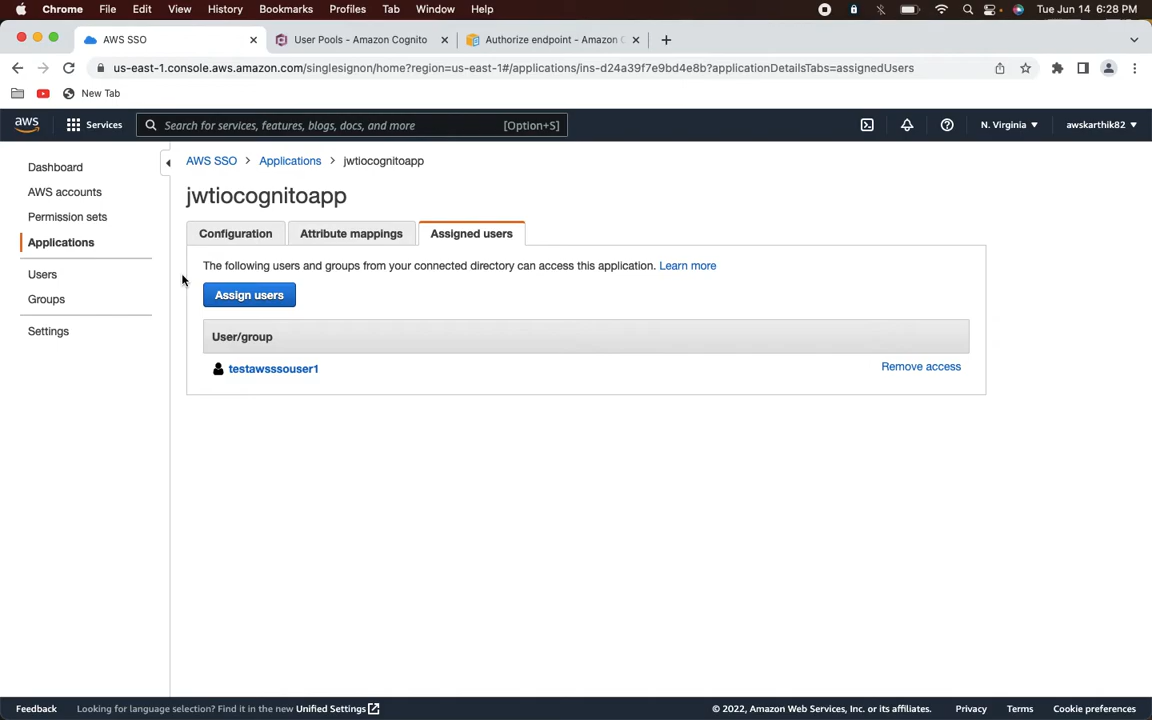 Chrome File Edit View History Bookmarks Profiles Tab Window Help Tue Jun 14 6:28 PM
AWS SSO User Pools - Amazon Cognito Authorize endpoint - Amazon C
us-east-1.console.aws.amazon.com/singlesignon/home?region=us-east-1#/applications/ins-d24a39f7e9bd4e8b?applicationDetailsTabs=assignedUsers
New Tab
aws Services Search for services, features, blogs, docs, and more [Option+S] N. Virginia awskarthik82
Dashboard
AWS accounts
Permission sets
Applications
Users
Groups
Settings
AWS SSO > Applications > jwtiocognitoapp
jwtiocognitoapp
Configuration Attribute mappings Assigned users
The following users and groups from your connected directory can access this application. Learn more
Assign users
User/group
testawsssouser1 Remove access
Feedback Looking for language selection? Find it in the new Unified Settings © 2022, Amazon Web Services, Inc. or its affiliates. Privacy Terms Cookie preferences